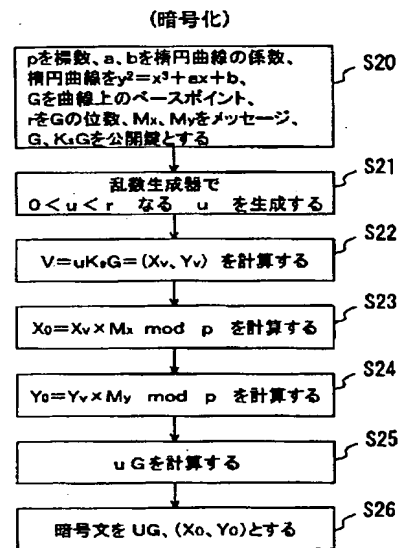 (暗号化)
pを標数、a、bを楕円曲線の係数、
楕円曲線をy²=x³+ax+b、
Gを曲線上のベースポイント、
rをGの位数、Mx、Myをメッセージ、
G、KsGを公開鍵とする
S20
乱数生成器で
0<u<r なる u を生成する
S21
V=uKsG=(Xv、Yv) を計算する
S22
X0=Xv×Mx mod p を計算する
S23
Y0=Yv×My mod p を計算する
S24
uGを計算する
S25
暗号文をUG、(X0、Y0)とする
S26